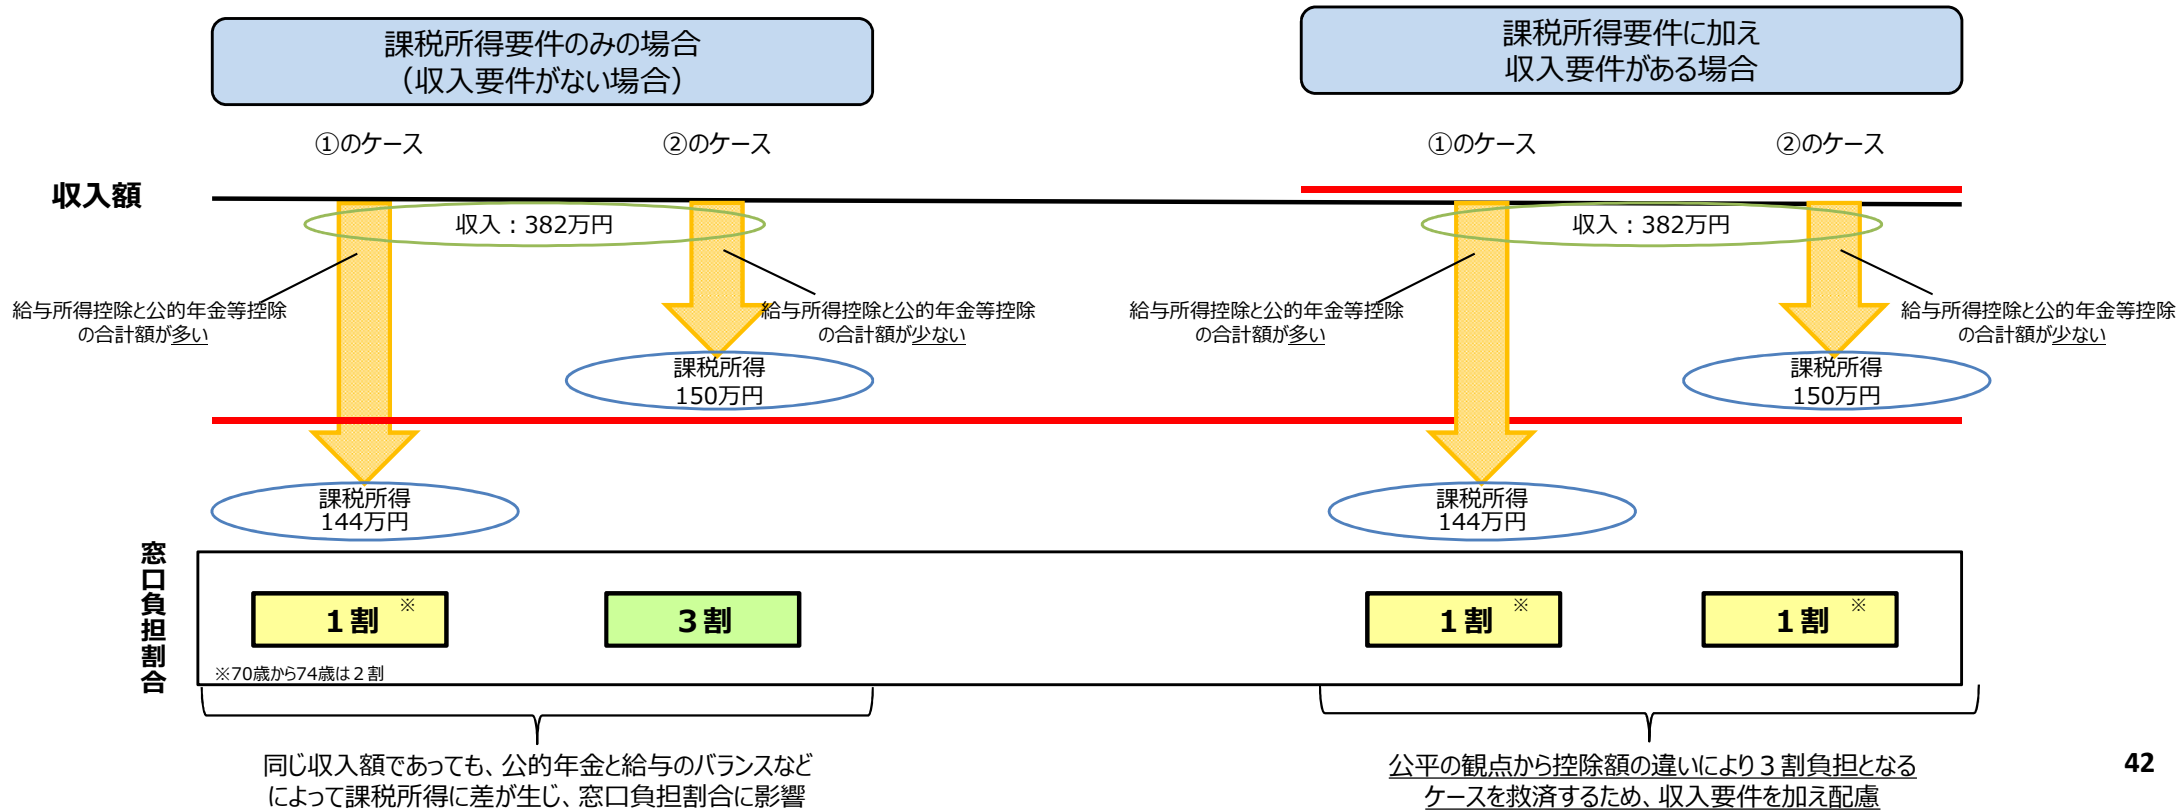 課税所得要件のみの場合
（収入要件がない場合）
課税所得要件に加え
収入要件がある場合
①のケース
②のケース
①のケース
②のケース
収入額
収入：382万円
収入：382万円
給与所得控除と公的年金等控除
の合計額が多い
給与所得控除と公的年金等控除
の合計額が少ない
給与所得控除と公的年金等控除
の合計額が多い
給与所得控除と公的年金等控除
の合計額が少ない
課税所得
150万円
課税所得
150万円
課税所得
144万円
課税所得
144万円
窓口負担割合
１割 ※
３割
１割 ※
１割 ※
※70歳から74歳は２割
同じ収入額であっても、公的年金と給与のバランスなど
によって課税所得に差が生じ、窓口負担割合に影響
公平の観点から控除額の違いにより３割負担となる
ケースを救済するため、収入要件を加え配慮
42